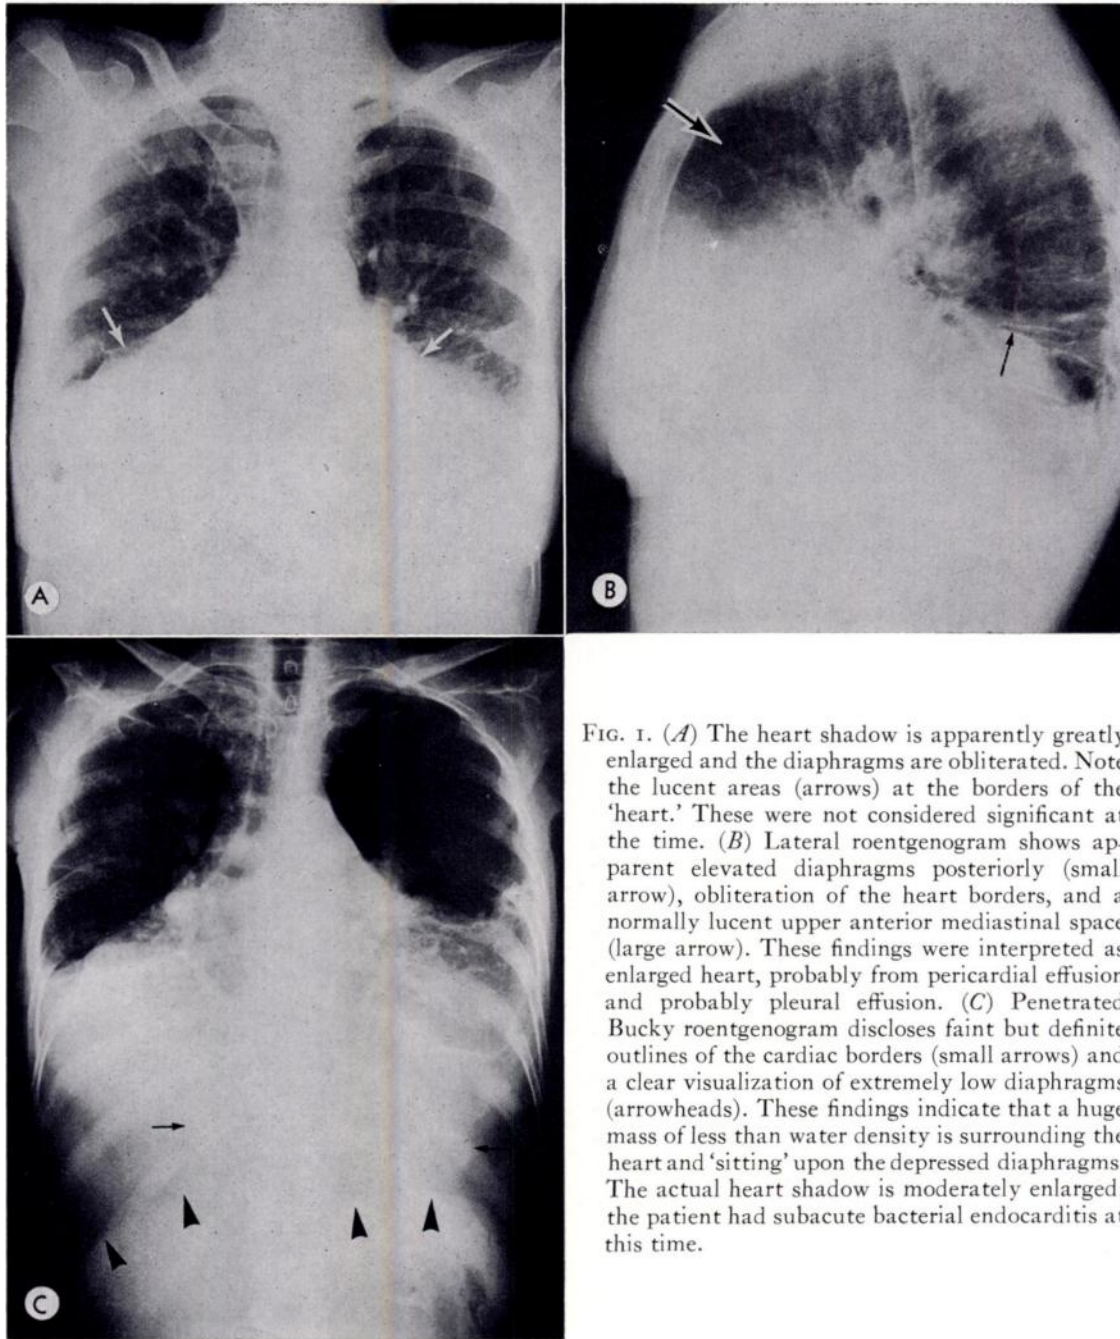 A
B
C
FIG. 1. (A) The heart shadow is apparently greatly
enlarged and the diaphragms are obliterated. Note
the lucent areas (arrows) at the borders of the
'heart.' These were not considered significant at
the time. (B) Lateral roentgenogram shows ap-
parent elevated diaphragms posteriorly (small
arrow), obliteration of the heart borders, and a
normally lucent upper anterior mediastinal space
(large arrow). These findings were interpreted as
enlarged heart, probably from pericardial effusion
and probably pleural effusion. (C) Penetrated
Bucky roentgenogram discloses faint but definite
outlines of the cardiac borders (small arrows) and
a clear visualization of extremely low diaphragms
(arrowheads). These findings indicate that a huge
mass of less than water density is surrounding the
heart and 'sitting' upon the depressed diaphragms.
The actual heart shadow is moderately enlarged;
the patient had subacute bacterial endocarditis at
this time.